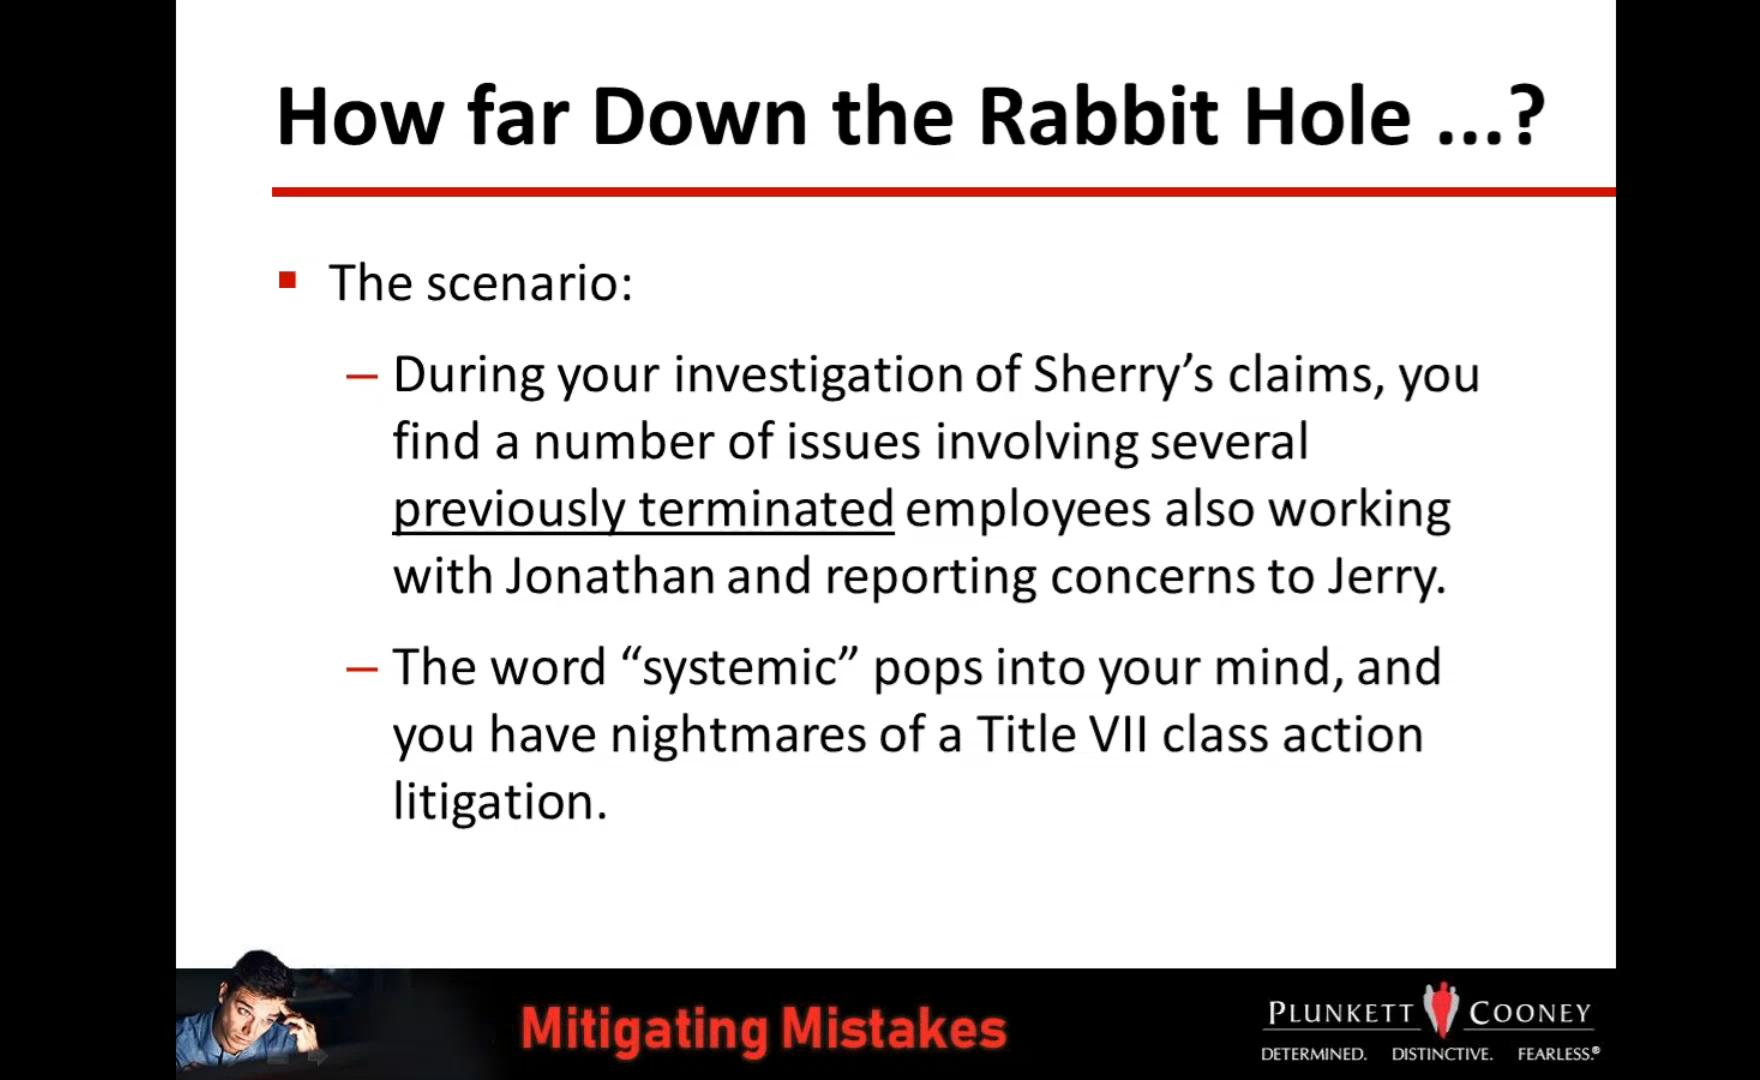 How far Down the Rabbit Hole ...?
▪ The scenario:
– During your investigation of Sherry’s claims, you
find a number of issues involving several
previously terminated employees also working
with Jonathan and reporting concerns to Jerry.
– The word “systemic” pops into your mind, and
you have nightmares of a Title VII class action
litigation.
Mitigating Mistakes
PLUNKETT COONEY
DETERMINED. DISTINCTIVE. FEARLESS.®